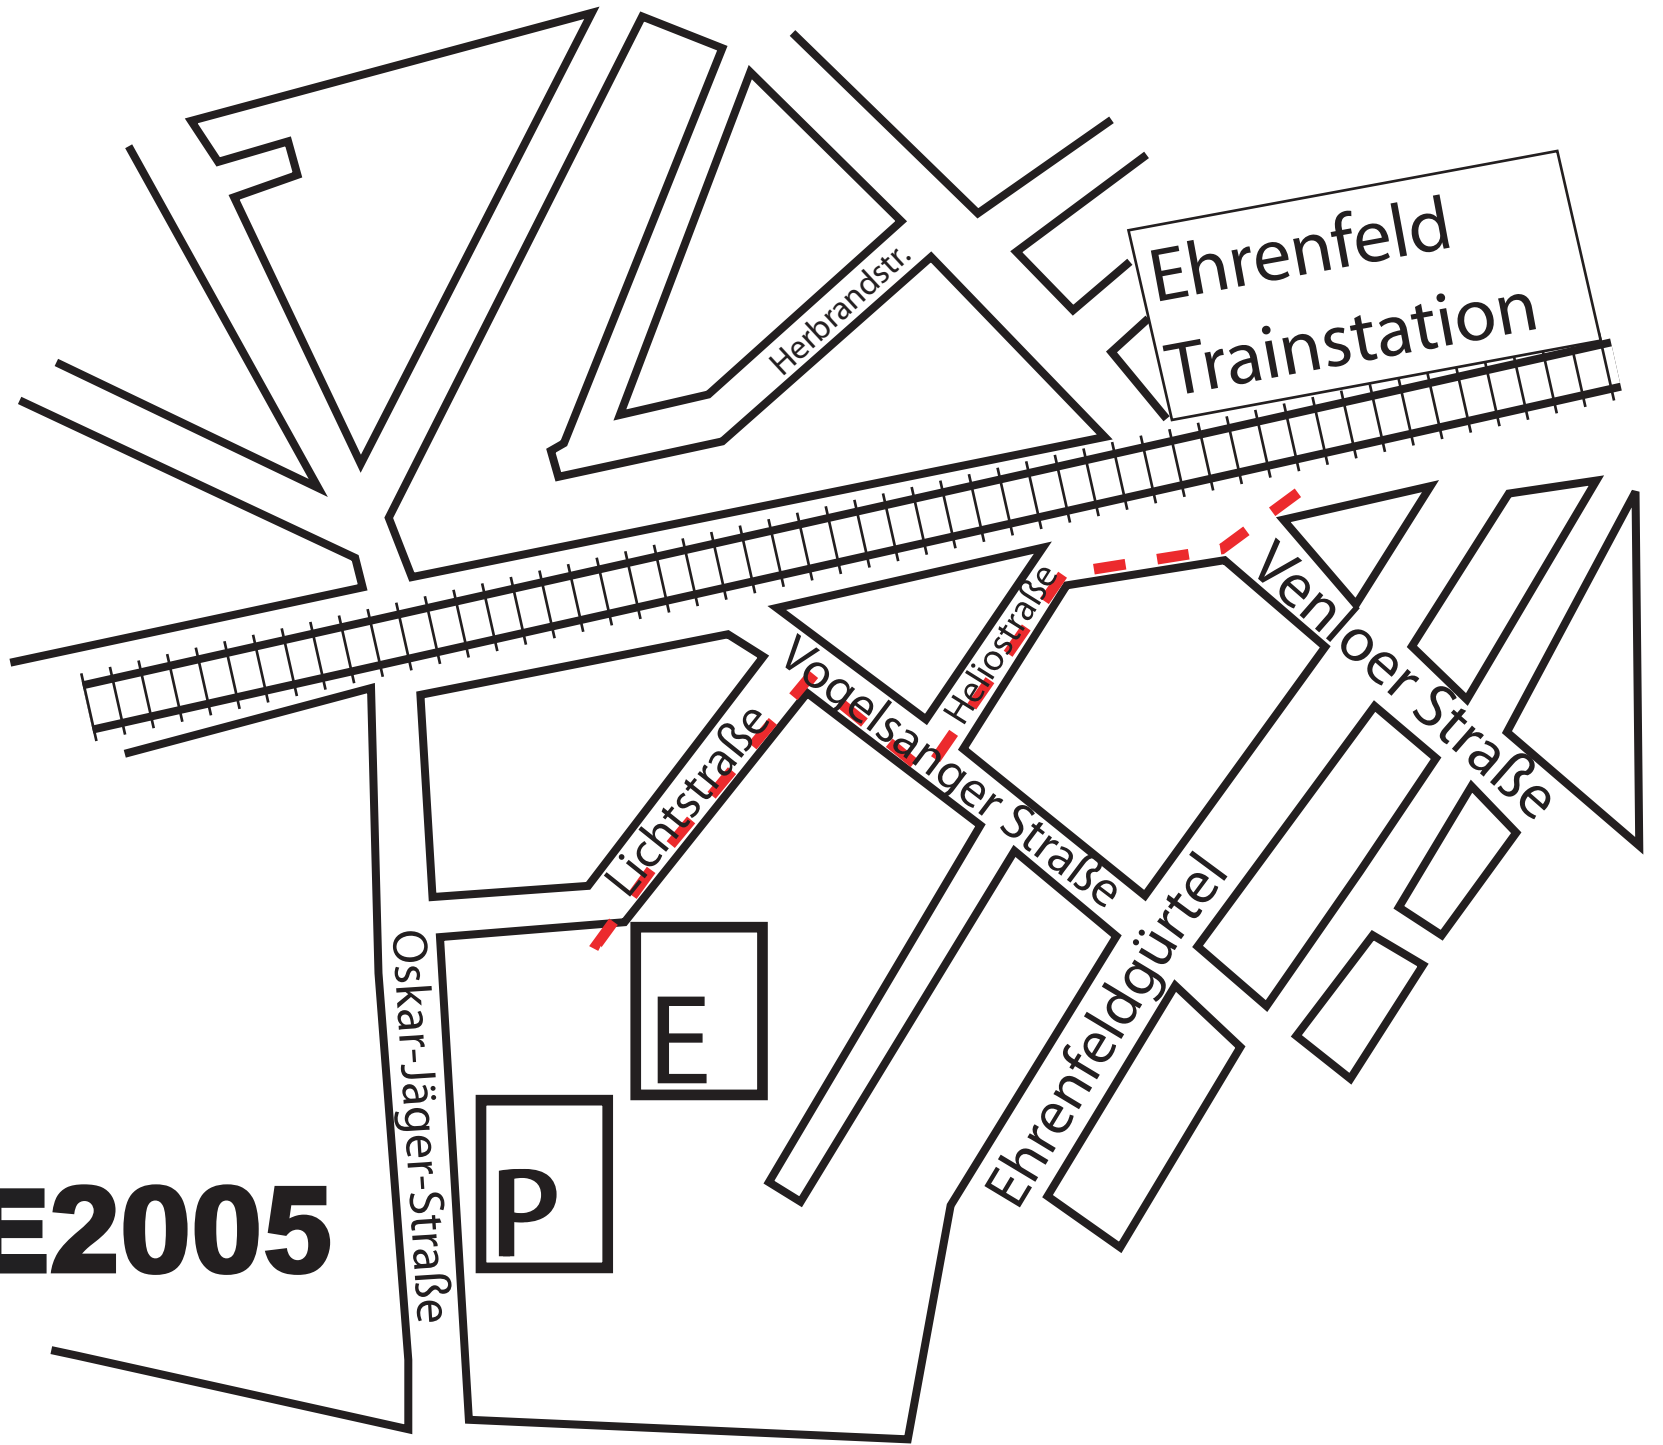 Ehrenfeld
Trainstation
Herbrandstr.
Venloer Straße
Heliostraße
Vogelsanger Straße
Lichtstraße
Ehrenfeldgürtel
Oskar-Jäger-Straße
E
P
E2005